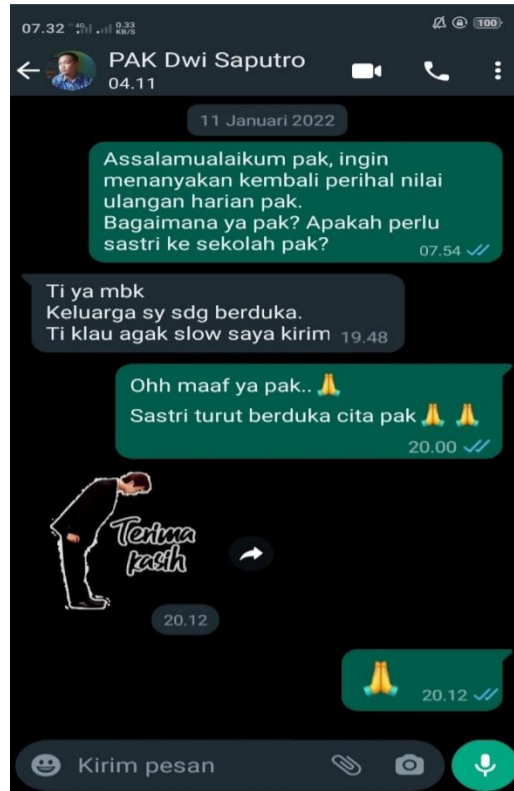 07.32 4G 0.33 KB/S 100
PAK Dwi Saputro
04.11
11 Januari 2022
Assalamualaikum pak, ingin
menanyakan kembali perihal nilai
ulangan harian pak.
Bagaimana ya pak? Apakah perlu
sastri ke sekolah pak?
07.54
Ti ya mbk
Keluarga sy sdg berduka.
Ti klau agak slow saya kirim 19.48
Ohh maaf ya pak.. 🙏
Sastri turut berduka cita pak 🙏 🙏
20.00
Terima
kasih
20.12
🙏 20.12
Kirim pesan